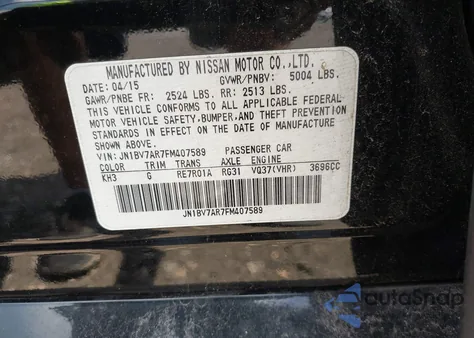 MANUFACTURED BY NISSAN MOTOR CO.,LTD.
DATE: 04/15 GVWR/PNBV: 5004 LBS.
GAWR/PNBE FR: 2524 LBS. RR: 2513 LBS.
THIS VEHICLE CONFORMS TO ALL APPLICABLE FEDERAL
MOTOR VEHICLE SAFETY,BUMPER,AND THEFT PREVENTION
STANDARDS IN EFFECT ON THE DATE OF MANUFACTURE
SHOWN ABOVE.
VIN: JN1BV7AR7FM407589 PASSENGER CAR
COLOR TRIM TRANS AXLE ENGINE
KH3 G RE7R01A RG31 VQ37(VHR) 3696CC
JN1BV7AR7FM407589
autoSnap